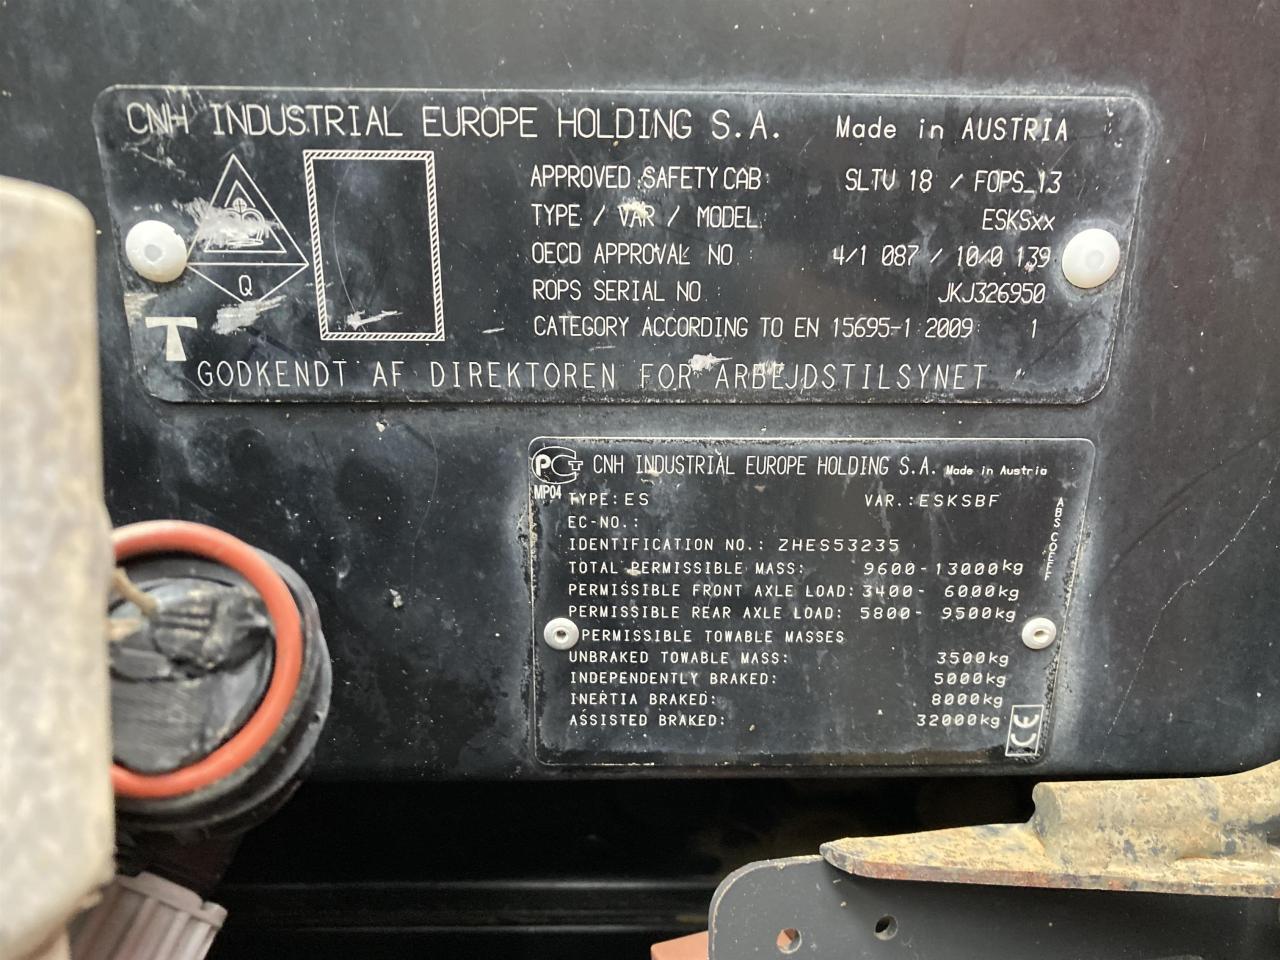 CNH INDUSTRIAL EUROPE HOLDING S.A. Made in AUSTRIA
APPROVED SAFETY CAB: SLTV 18 / FOPS_13
TYPE / VAR / MODEL: ESKSxx
OECD APPROVAL NO : 4/1 087 / 10/0 139
ROPS SERIAL NO : JKJ326950
CATEGORY ACCORDING TO EN 15695-1:2009: 1
Q
T
GODKENDT AF DIREKTOREN FOR ARBEJDSTILSYNET
PCT CNH INDUSTRIAL EUROPE HOLDING S.A. Made in Austria
MP04
TYPE: ES VAR.: ESKSBF
EC-NO.:
IDENTIFICATION NO.: ZHES53235
TOTAL PERMISSIBLE MASS: 9600-13000kg
PERMISSIBLE FRONT AXLE LOAD: 3400- 6000kg
PERMISSIBLE REAR AXLE LOAD: 5800- 9500kg
PERMISSIBLE TOWABLE MASSES
UNBRAKED TOWABLE MASS: 3500kg
INDEPENDENTLY BRAKED: 5000kg
INERTIA BRAKED: 8000kg
ASSISTED BRAKED: 32000kg
ABS COEFF
CE